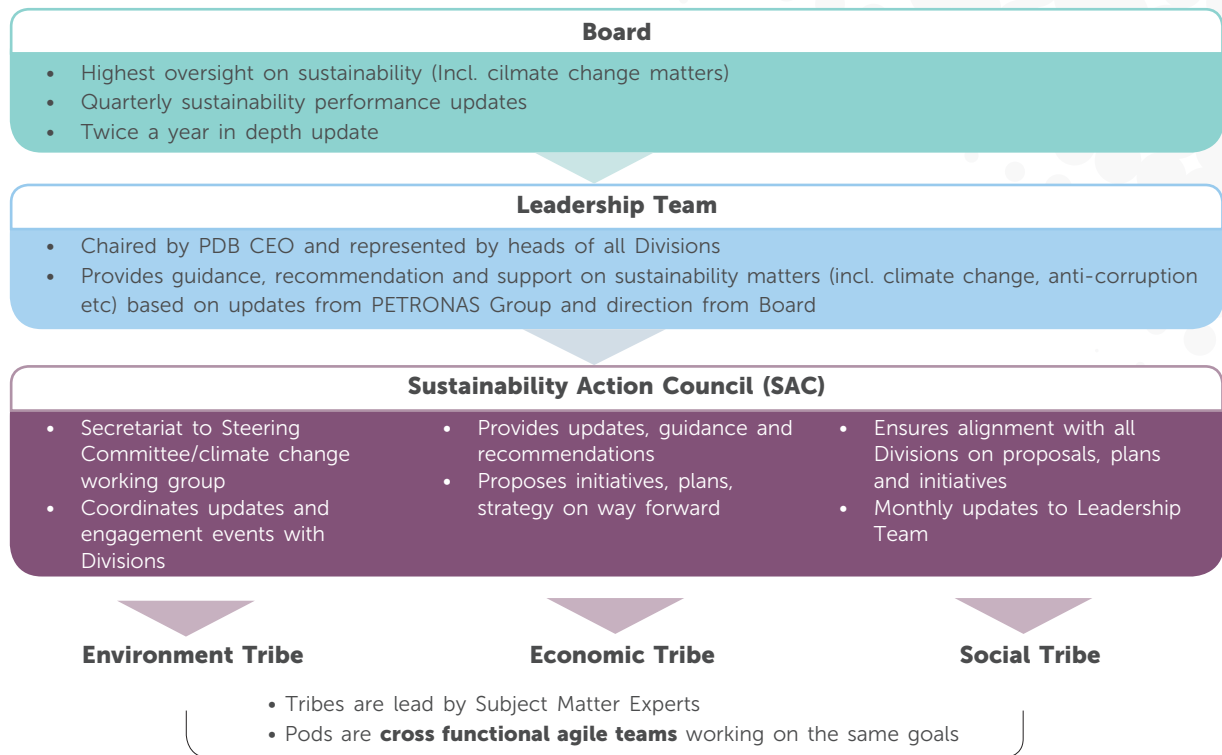 Board
• Highest oversight on sustainability (Incl. cilmate change matters)
• Quarterly sustainability performance updates
• Twice a year in depth update
Leadership Team
• Chaired by PDB CEO and represented by heads of all Divisions
• Provides guidance, recommendation and support on sustainability matters (incl. climate change, anti-corruption
etc) based on updates from PETRONAS Group and direction from Board
Sustainability Action Council (SAC)
• Secretariat to Steering
Committee/climate change
working group
• Coordinates updates and
engagement events with
Divisions
• Provides updates, guidance and
recommendations
• Proposes initiatives, plans,
strategy on way forward
• Ensures alignment with all
Divisions on proposals, plans
and initiatives
• Monthly updates to Leadership
Team
Environment Tribe
Economic Tribe
Social Tribe
• Tribes are lead by Subject Matter Experts
• Pods are cross functional agile teams working on the same goals